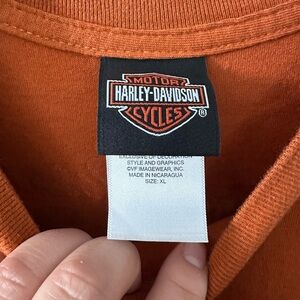 MOTOR
HARLEY-DAVIDSON
CYCLES
®
EXCLUSIVE OF DECORATION
STYLE AND GRAPHICS
©VF IMAGEWEAR, INC.
MADE IN NICARAGUA
SIZE: XL